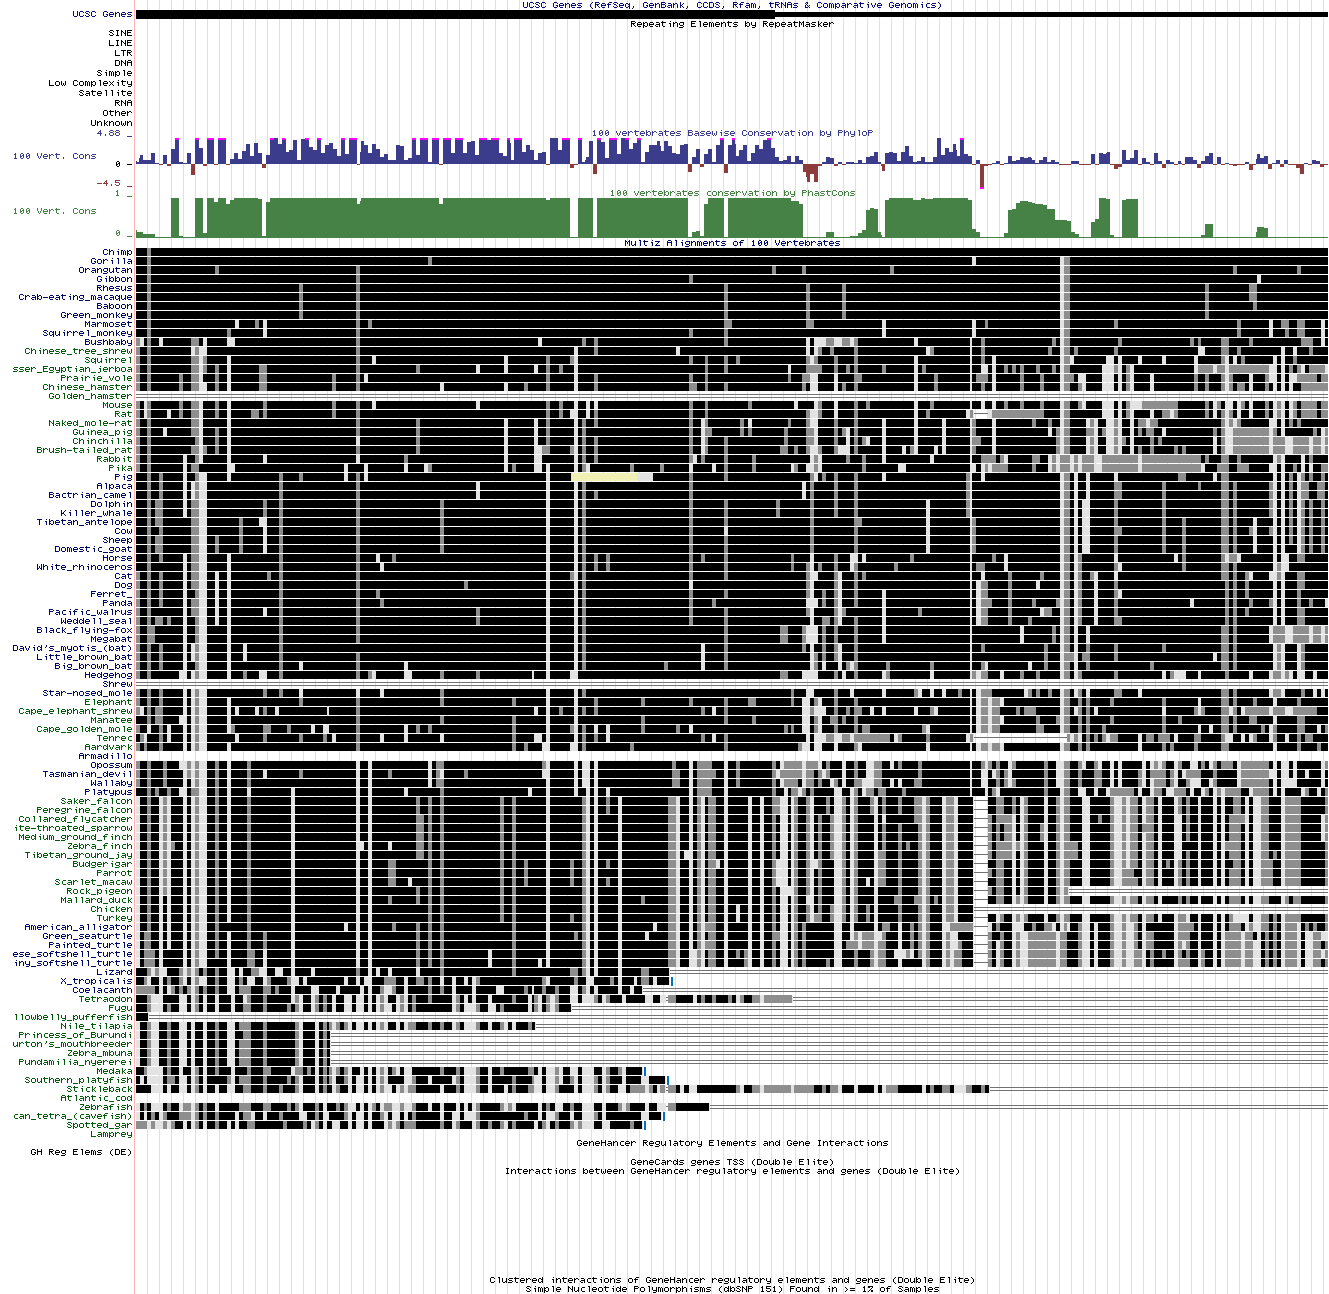 UCSC Genes (RefSeq, GenBank, CCDS, Rfam, tRNAs & Comparative Genomics)
UCSC Genes
Repeating Elements by RepeatMasker
SINE
LINE
LTR
DNA
Simple
Low Complexity
Satellite
RNA
Other
Unknown
4.88 _
100 vertebrates Basewise Conservation by PhyloP
100 Vert. Cons
0 _
-4.5 _
100 vertebrates conservation by PhastCons
1 _
100 Vert. Cons
0 _
Multiz Alignments of 100 Vertebrates
Chimp
Gorilla
Orangutan
Gibbon
Rhesus
Crab-eating_macaque
Baboon
Green_monkey
Marmoset
Squirrel_monkey
Bushbaby
Chinese_tree_shrew
Squirrel
sser_Egyptian_jerboa
Prairie_vole
Chinese_hamster
Golden_hamster
Mouse
Rat
Naked_mole-rat
Guinea_pig
Chinchilla
Brush-tailed_rat
Rabbit
Pika
Pig
Alpaca
Bactrian_camel
Dolphin
Killer_whale
Tibetan_antelope
Cow
Sheep
Domestic_goat
Horse
White_rhinoceros
Cat
Dog
Ferret_
Panda
Pacific_walrus
Weddell_seal
Black_flying-fox
Megabat
David's_myotis_(bat)
Little_brown_bat
Big_brown_bat
Hedgehog
Shrew
Star-nosed_mole
Elephant
Cape_elephant_shrew
Manatee
Cape_golden_mole
Tenrec
Aardvark
Armadillo
Opossum
Tasmanian_devil
Wallaby
Platypus
Saker_falcon
Peregrine_falcon
Collared_flycatcher
ite-throated_sparrow
Medium_ground_finch
Zebra_finch
Tibetan_ground_jay
Budgerigar
Parrot
Scarlet_macaw
Rock_pigeon
Mallard_duck
Chicken
Turkey
American_alligator
Green_seaturtle
Painted_turtle
ese_softshell_turtle
iny_softshell_turtle
Lizard
X_tropicalis
Coelacanth
Tetraodon
Fugu
llowbelly_pufferfish
Nile_tilapia
Princess_of_Burundi
urton's_mouthbreeder
Zebra_mbuna
Pundamilia_nyererei
Medaka
Southern_platyfish
Stickleback
Atlantic_cod
Zebrafish
can_tetra_(cavefish)
Spotted_gar
Lamprey
GeneHancer Regulatory Elements and Gene Interactions
GH Reg Elems (DE)
GeneCards genes TSS (Double Elite)
Interactions between GeneHancer regulatory elements and genes (Double Elite)
Clustered interactions of GeneHancer regulatory elements and genes (Double Elite)
Simple Nucleotide Polymorphisms (dbSNP 151) Found in >= 1% of Samples